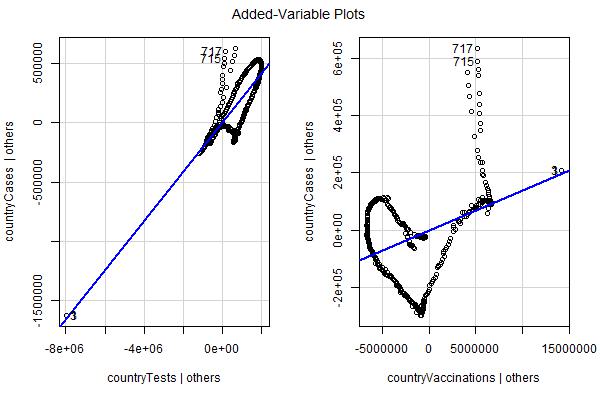 Added-Variable Plots
countryCases | others
500000
0
-500000
-1500000
717
715
3
-8e+06
-4e+06
0e+00
countryTests | others
countryCases | others
6e+05
4e+05
2e+05
0e+00
-2e+05
717
715
-5000000
0
5000000
15000000
countryVaccinations | others